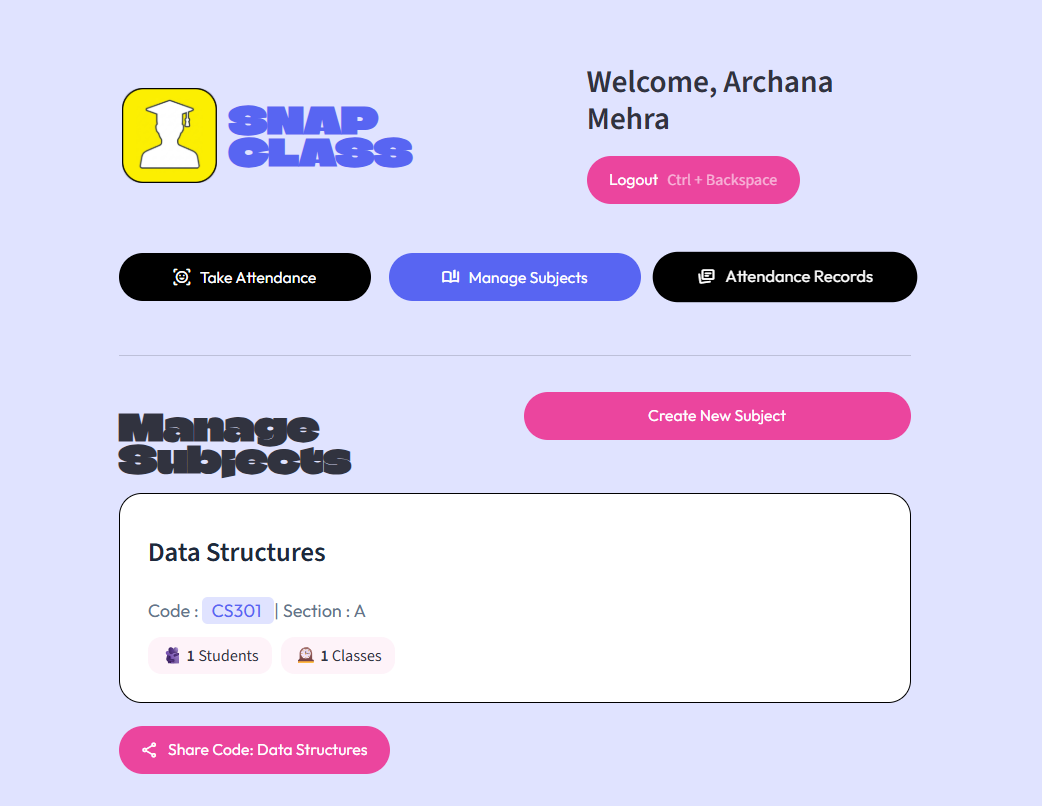 SNAP
CLASS
Welcome, Archana
Mehra
Logout Ctrl + Backspace
Take Attendance
Manage Subjects
Attendance Records
Manage
Subjects
Create New Subject
Data Structures
Code : CS301 | Section : A
1 Students
1 Classes
Share Code: Data Structures